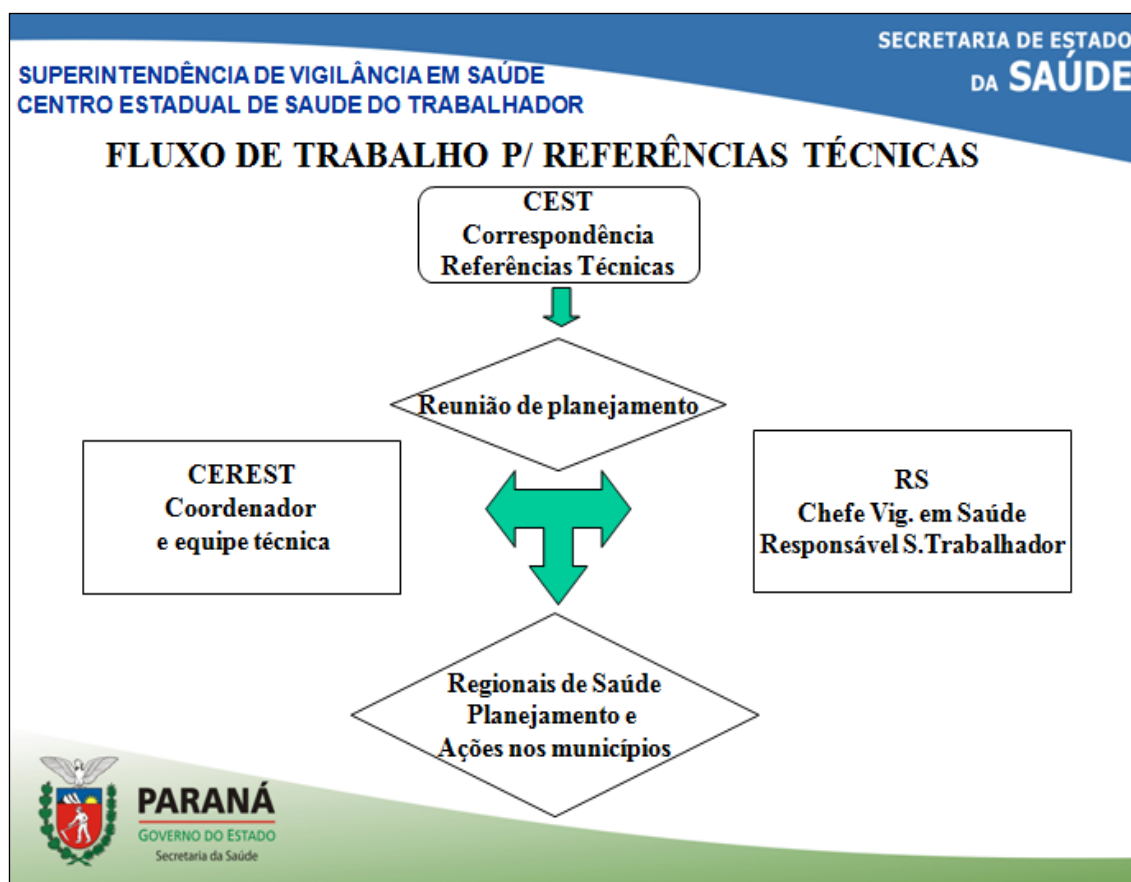 SECRETARIA DE ESTADO
DA SAÚDE
SUPERINTENDÊNCIA DE VIGILÂNCIA EM SAÚDE
CENTRO ESTADUAL DE SAUDE DO TRABALHADOR
FLUXO DE TRABALHO P/ REFERÊNCIAS TÉCNICAS
CEST
Correspondência
Referências Técnicas
Reunião de planejamento
CEREST
Coordenador
e equipe técnica
RS
Chefe Vig. em Saúde
Responsável S.Trabalhador
Regionais de Saúde
Planejamento e
Ações nos municípios
PARANÁ
GOVERNO DO ESTADO
Secretaria da Saúde